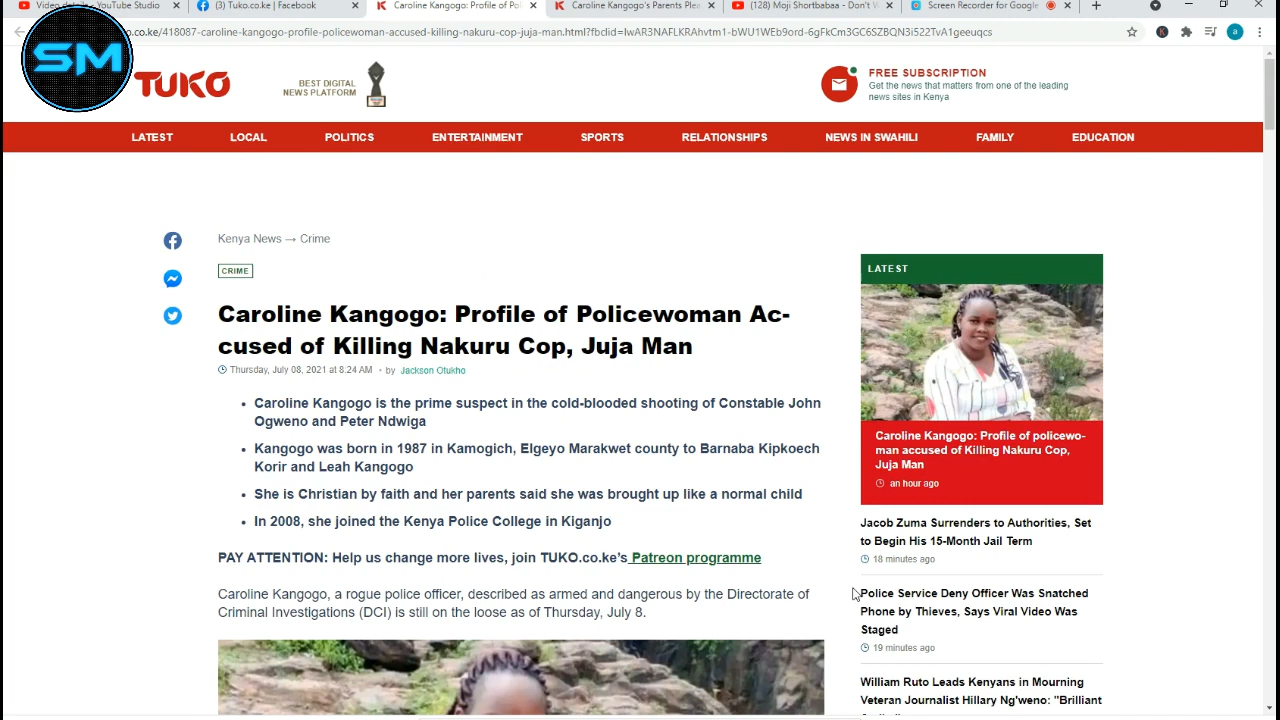 Video details - YouTube Studio
(3) Tuko.co.ke | Facebook
Caroline Kangogo: Profile of Pol
Caroline Kangogo's Parents Plea
(128) Moji Shortbabaa - Don't W
Screen Recorder for Google
.co.ke/418087-caroline-kangogo-profile-policewoman-accused-killing-nakuru-cop-juja-man.html?fbclid=IwAR3NAFLKRAhvtm1-bWU1WEb9ord-6gFkCm3GC6SZBQN3i522TvA1geeuqcs
SM
TUKO
BEST DIGITAL
NEWS PLATFORM
FREE SUBSCRIPTION
Get the news that matters from one of the leading
news sites in Kenya
LATEST LOCAL POLITICS ENTERTAINMENT SPORTS RELATIONSHIPS NEWS IN SWAHILI FAMILY EDUCATION
Kenya News → Crime
CRIME
Caroline Kangogo: Profile of Policewoman Ac-
cused of Killing Nakuru Cop, Juja Man
Thursday, July 08, 2021 at 8:24 AM • by Jackson Otukho
• Caroline Kangogo is the prime suspect in the cold-blooded shooting of Constable John
Ogweno and Peter Ndwiga
• Kangogo was born in 1987 in Kamogich, Elgeyo Marakwet county to Barnaba Kipkoech
Korir and Leah Kangogo
• She is Christian by faith and her parents said she was brought up like a normal child
• In 2008, she joined the Kenya Police College in Kiganjo
PAY ATTENTION: Help us change more lives, join TUKO.co.ke's Patreon programme
Caroline Kangogo, a rogue police officer, described as armed and dangerous by the Directorate of
Criminal Investigations (DCI) is still on the loose as of Thursday, July 8.
LATEST
Caroline Kangogo: Profile of policewo-
man accused of Killing Nakuru Cop,
Juja Man
an hour ago
Jacob Zuma Surrenders to Authorities, Set
to Begin His 15-Month Jail Term
18 minutes ago
Police Service Deny Officer Was Snatched
Phone by Thieves, Says Viral Video Was
Staged
19 minutes ago
William Ruto Leads Kenyans in Mourning
Veteran Journalist Hillary Ng'weno: "Brilliant